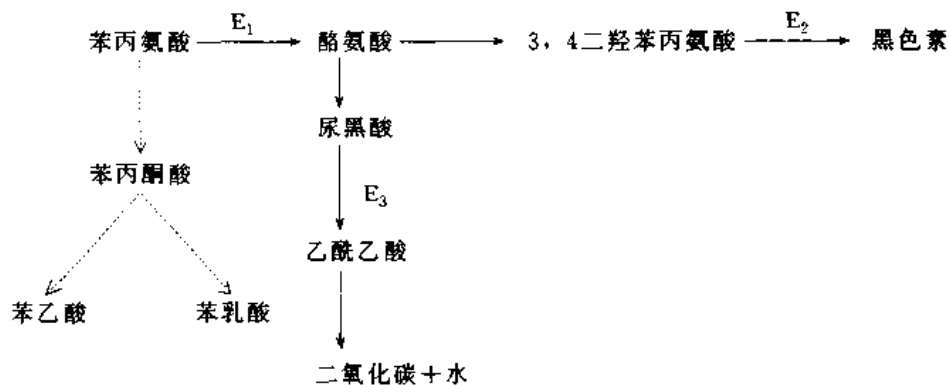 E₁ E₂
苯丙氨酸 酪氨酸 3，4二羟苯丙氨酸 黑色素
尿黑酸
苯丙酮酸
E₃
乙酰乙酸
苯乙酸 苯乳酸
二氧化碳＋水